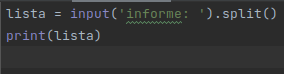 lista = input('informe: ').split()
print(lista)